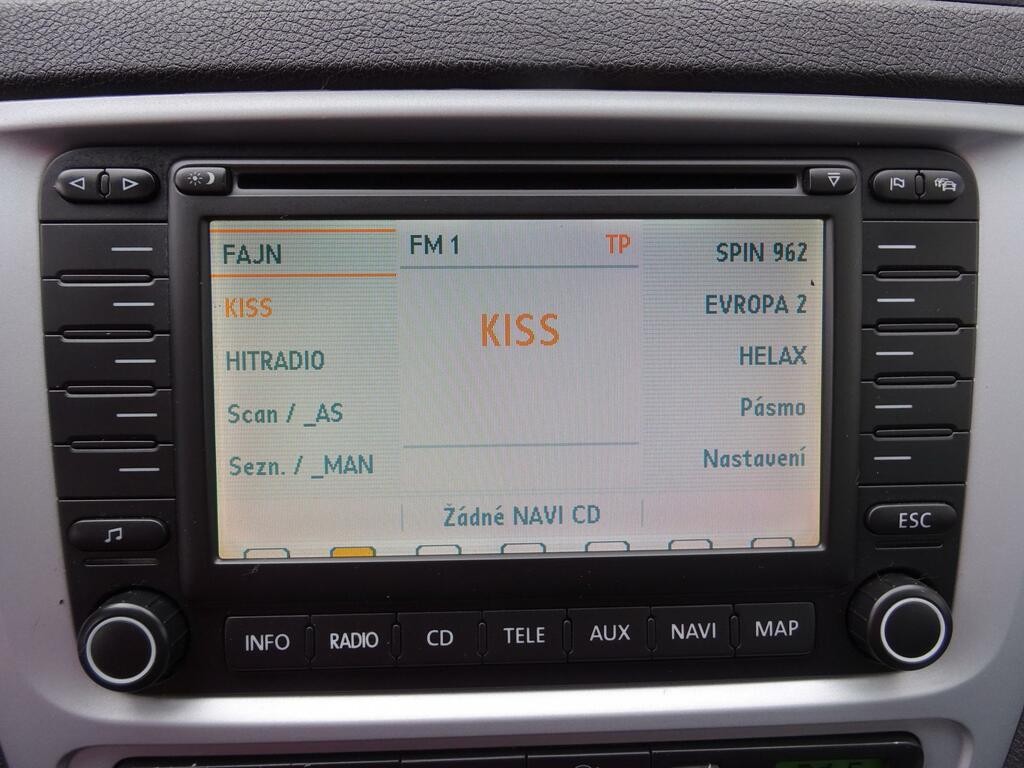 FAJN
KISS
HITRADIO
Scan / _AS
Sezn. / _MAN
FM 1 TP
KISS
SPIN 962
EVROPA 2
HELAX
Pásmo
Nastavení
Žádné NAVI CD
ESC
INFO RADIO CD TELE AUX NAVI MAP